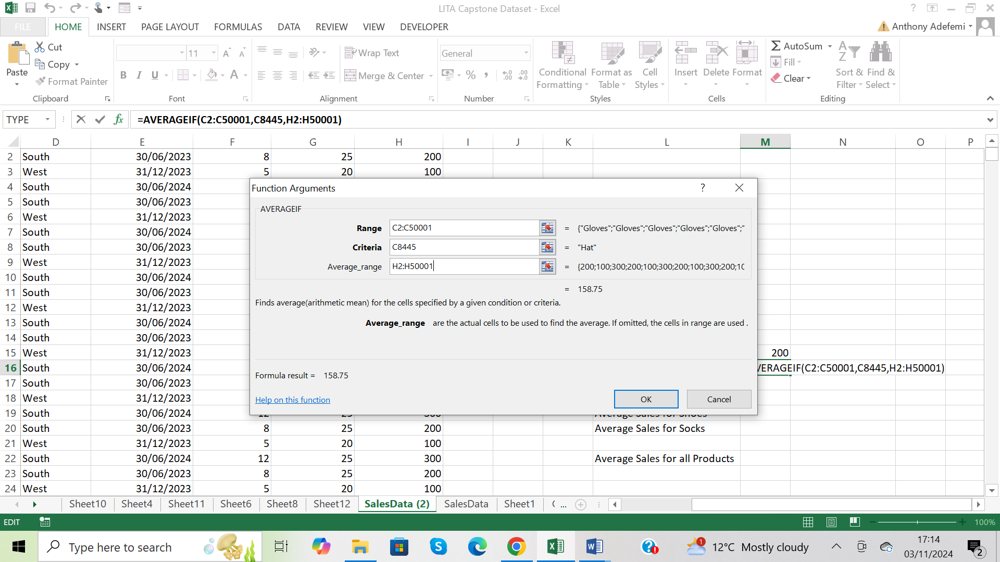 LITA Capstone Dataset - Excel
FILE HOME INSERT PAGE LAYOUT FORMULAS DATA REVIEW VIEW DEVELOPER Anthony Adefemi
Paste Cut Copy Format Painter Clipboard
11 Font
Wrap Text Merge & Center Alignment
General Number
Conditional Formatting Format as Table Cell Styles Styles
Insert Delete Format Cells
AutoSum Fill Clear Sort & Filter Find & Select Editing
TYPE =AVERAGEIF(C2:C50001,C8445,H2:H50001)
D E F G H I J K L M N O P
2 South 30/06/2023 8 25 200
3 West 31/12/2023 5 20 100
4 South 30/06/2024
5 South 30/06/2023
6 West 31/12/2023
7 South 30/06/2024
8 South 30/06/2023
9 West 31/12/2023
10 South 30/06/2024
11 South 30/06/2023
12 West 31/12/2023
13 South 30/06/2024
14 South 30/06/2023
15 West 31/12/2023 200
16 South 30/06/2024 VERAGEIF(C2:C50001,C8445,H2:H50001)
17 South 30/06/2023
18 West 31/12/2023
19 South 30/06/2024 12 25 300 Average Sales for Shoes
20 South 30/06/2023 8 25 200 Average Sales for Socks
21 West 31/12/2023 5 20 100
22 South 30/06/2024 12 25 300 Average Sales for all Products
23 South 30/06/2023 8 25 200
24 West 31/12/2023 5 20 100
Function Arguments ?
AVERAGEIF
Range C2:C50001 = {"Gloves";"Gloves";"Gloves";"Gloves";"Gloves";"
Criteria C8445 = "Hat"
Average_range H2:H50001 = {200;100;300;200;100;300;200;100;300;200;10
= 158.75
Finds average(arithmetic mean) for the cells specified by a given condition or criteria.
Average_range are the actual cells to be used to find the average. If omitted, the cells in range are used .
Formula result = 158.75
Help on this function OK Cancel
Sheet10 Sheet4 Sheet11 Sheet6 Sheet8 Sheet12 SalesData (2) SalesData Sheet1 ...
EDIT 100%
Type here to search 1 12°C Mostly cloudy 17:14
03/11/2024 2